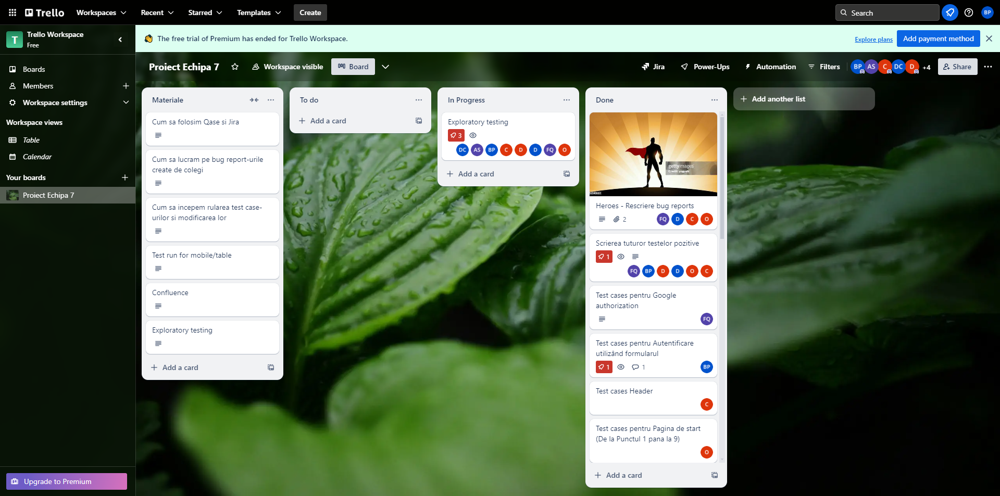 Trello
Workspaces
Recent
Starred
Templates
Create
Search
BP
T
Trello Workspace
Free
The free trial of Premium has ended for Trello Workspace.
Explore plans
Add payment method
Boards
Members
Workspace settings
Workspace views
Table
Calendar
Your boards
Proiect Echipa 7
Upgrade to Premium
Proiect Echipa 7
Workspace visible
Board
Jira
Power-Ups
Automation
Filters
BP
AS
C
DC
D
+4
Share
Materiale
Cum sa folosim Qase si Jira
Cum sa lucram pe bug report-urile
create de colegi
Cum sa incepem rularea test case-
urilor si modificarea lor
Test run for mobile/table
Confluence
Exploratory testing
Add a card
To do
Add a card
In Progress
Exploratory testing
3
DC
AS
BP
C
D
D
FQ
O
Add a card
Done
gettyimages
Credit: yogysic
Heroes - Rescriere bug reports
2
FQ
D
C
O
Scrierea tuturor testelor pozitive
1
FQ
BP
D
D
O
C
Test cases pentru Google
authorization
FQ
Test cases pentru Autentificare
utilizând formularul
1
1
BP
Test cases Header
C
Test cases pentru Pagina de start
(De la Punctul 1 pana la 9)
O
Add a card
Add another list